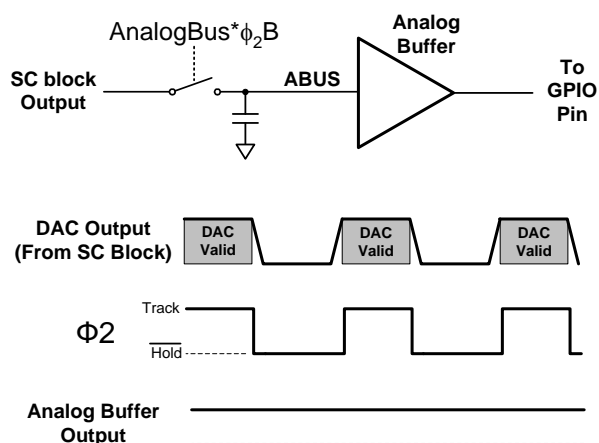 AnalogBus*ϕ₂B
Analog
Buffer
SC block
Output
ABUS
To
GPIO
Pin
DAC Output
(From SC Block)
DAC
Valid
DAC
Valid
DAC
Valid
Φ2
Track
Hold
Analog Buffer
Output